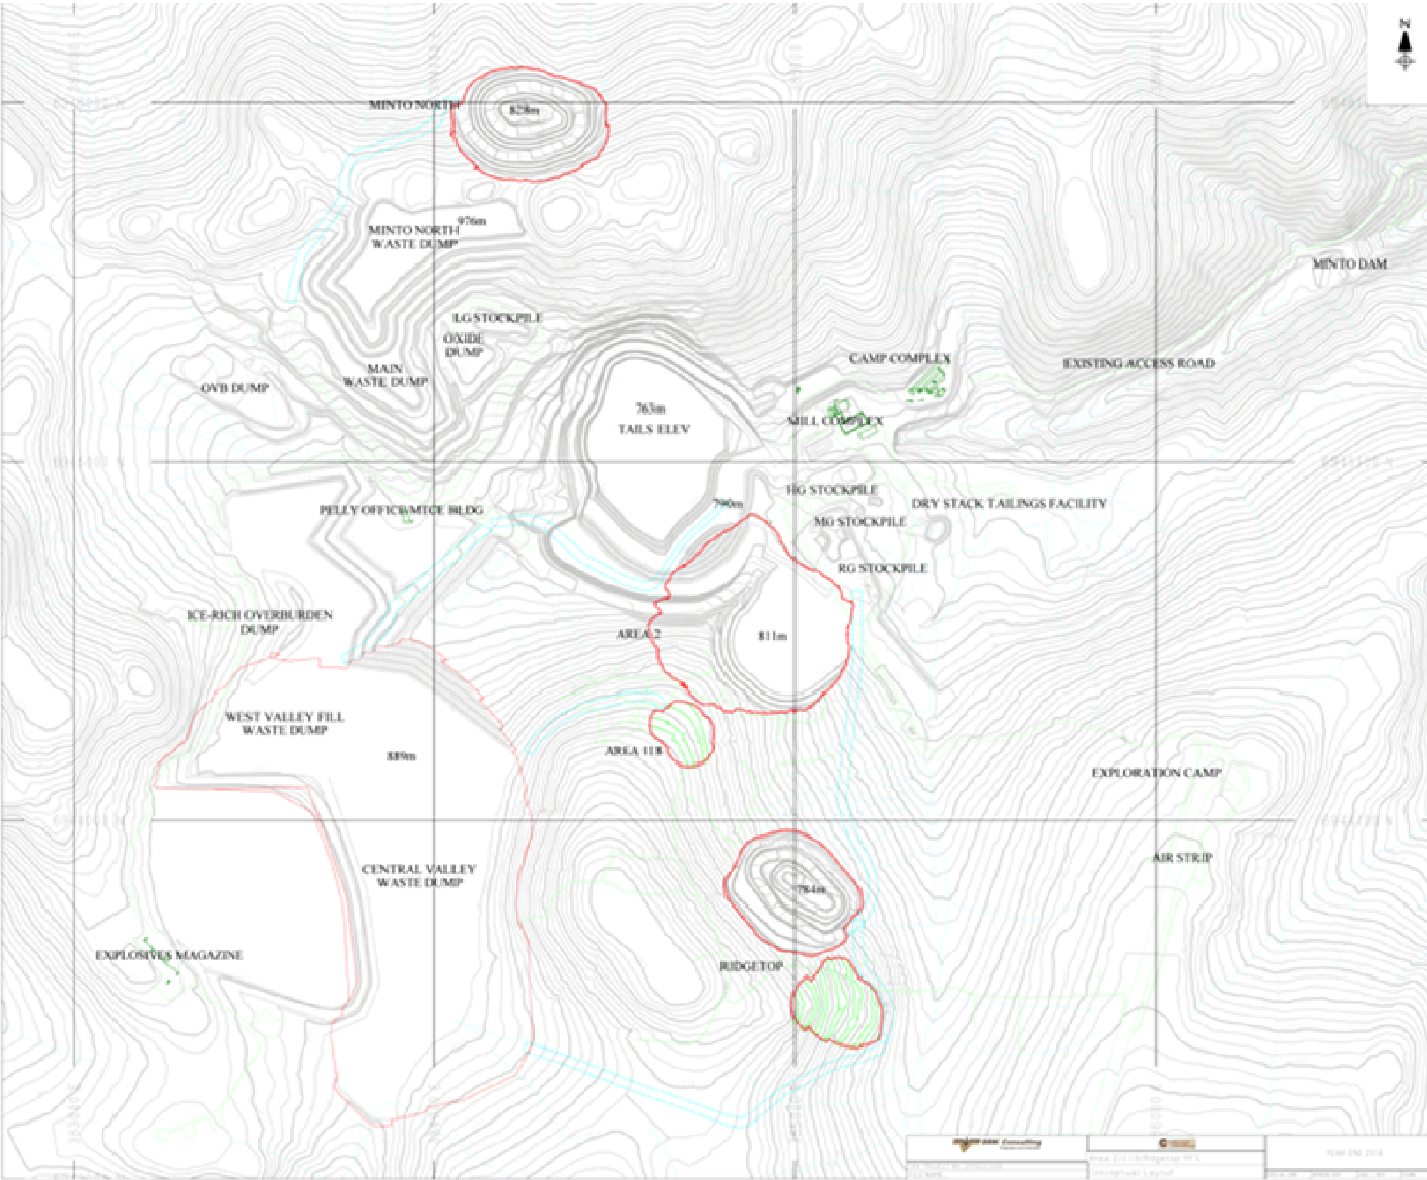 N
MINTO NORTH
828m
976m
MINTO NORTH
WASTE DUMP
MINTO DAM
LG STOCKPILE
OXIDE
DUMP
CAMP COMPLEX
EXISTING ACCESS ROAD
MAIN
WASTE DUMP
OVB DUMP
763m
TAILS ELEV
MILL COMPLEX
HG STOCKPILE
790m
DRY STACK TAILINGS FACILITY
PELLY OFFICE/MTCE BLDG
MG STOCKPILE
RG STOCKPILE
ICE-RICH OVERBURDEN
DUMP
AREA 2
811m
WEST VALLEY FILL
WASTE DUMP
889m
AREA 118
EXPLORATION CAMP
AIR STRIP
CENTRAL VALLEY
WASTE DUMP
784m
EXPLOSIVES MAGAZINE
RIDGETOP
Consulting
Conceptual Layout